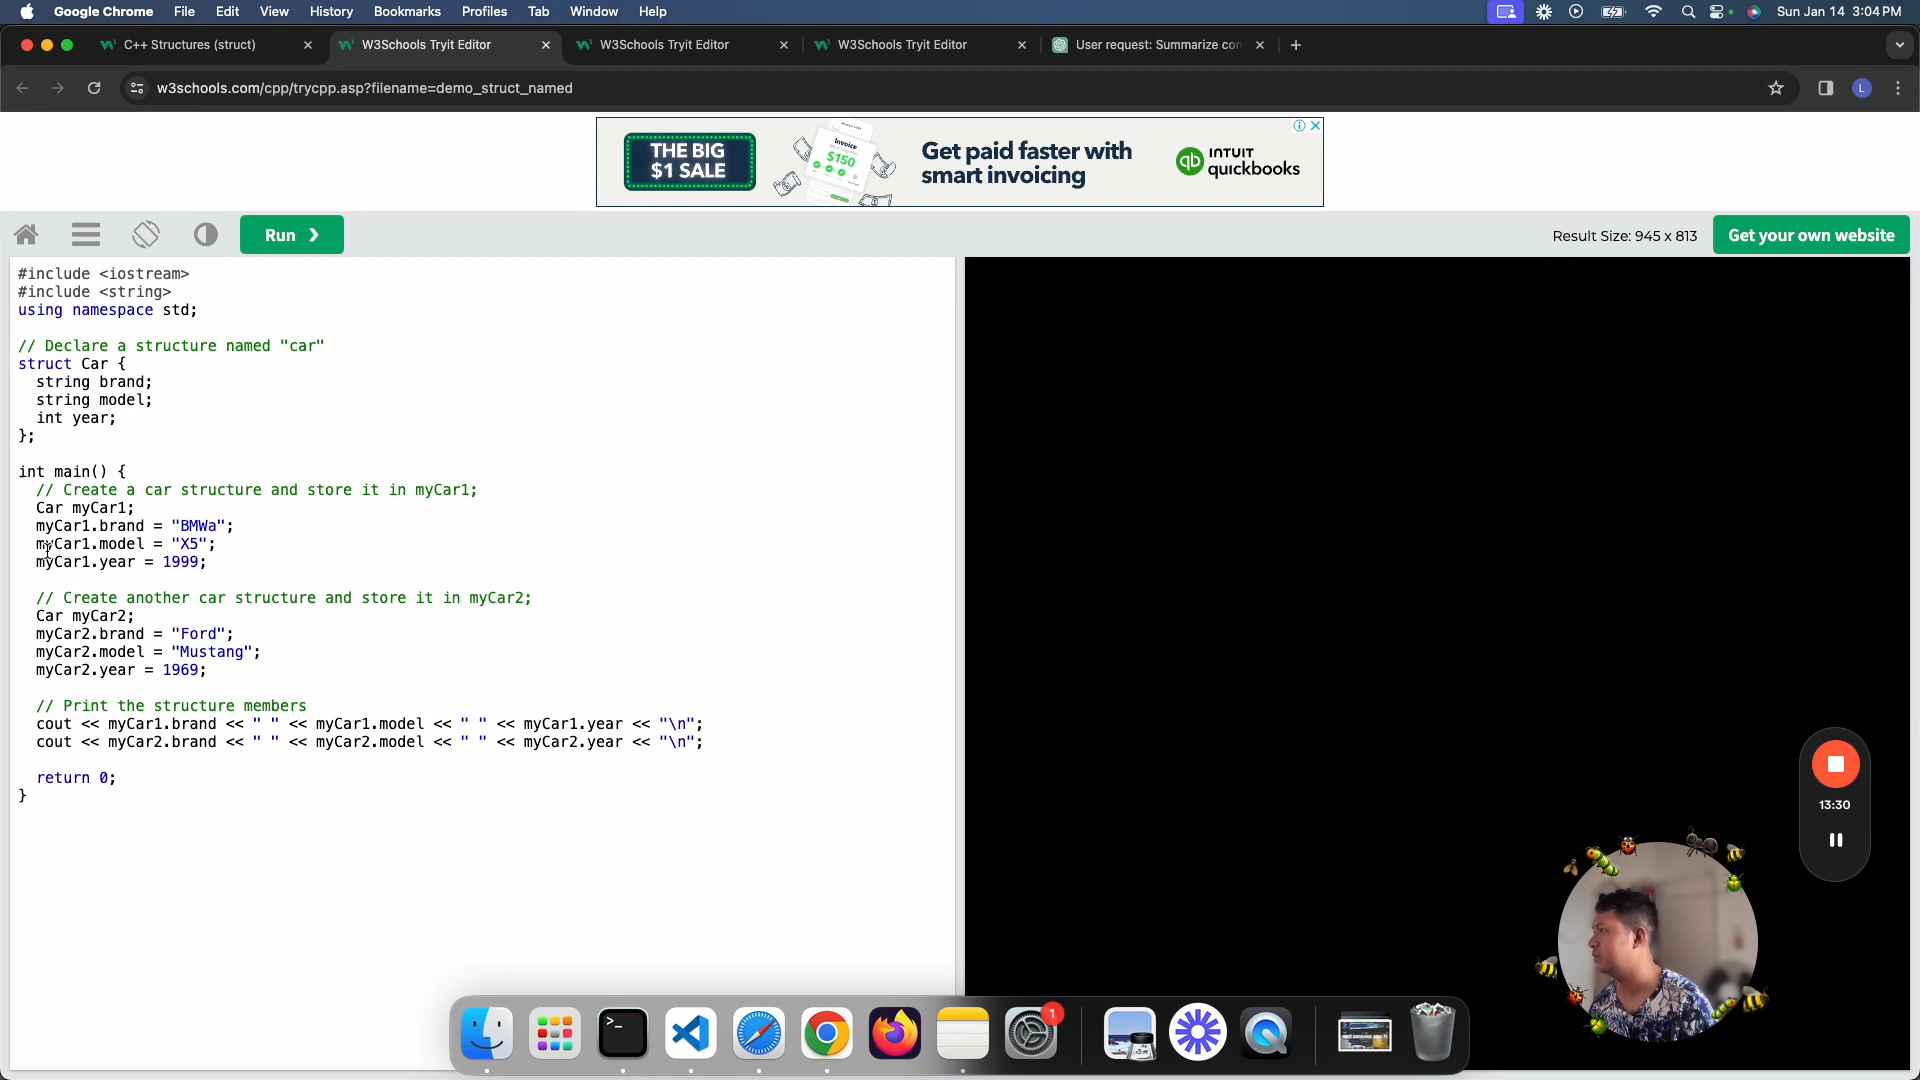 Google Chrome File Edit View History Bookmarks Profiles Tab Window Help Sun Jan 14 3:04 PM
C++ Structures (struct) W3Schools Tryit Editor W3Schools Tryit Editor W3Schools Tryit Editor User request: Summarize con
w3schools.com/cpp/trycpp.asp?filename=demo_struct_named L
THE BIG
$1 SALE
Invoice
$150
Get paid faster with
smart invoicing
qb INTUIT
quickbooks
Run ❯ Result Size: 945 x 813 Get your own website
#include <iostream>
#include <string>
using namespace std;
// Declare a structure named "car"
struct Car {
string brand;
string model;
int year;
};
int main() {
// Create a car structure and store it in myCar1;
Car myCar1;
myCar1.brand = "BMWa";
myCar1.model = "X5";
myCar1.year = 1999;
// Create another car structure and store it in myCar2;
Car myCar2;
myCar2.brand = "Ford";
myCar2.model = "Mustang";
myCar2.year = 1969;
// Print the structure members
cout << myCar1.brand << " " << myCar1.model << " " << myCar1.year << "\n";
cout << myCar2.brand << " " << myCar2.model << " " << myCar2.year << "\n";
return 0;
}
13:30
1